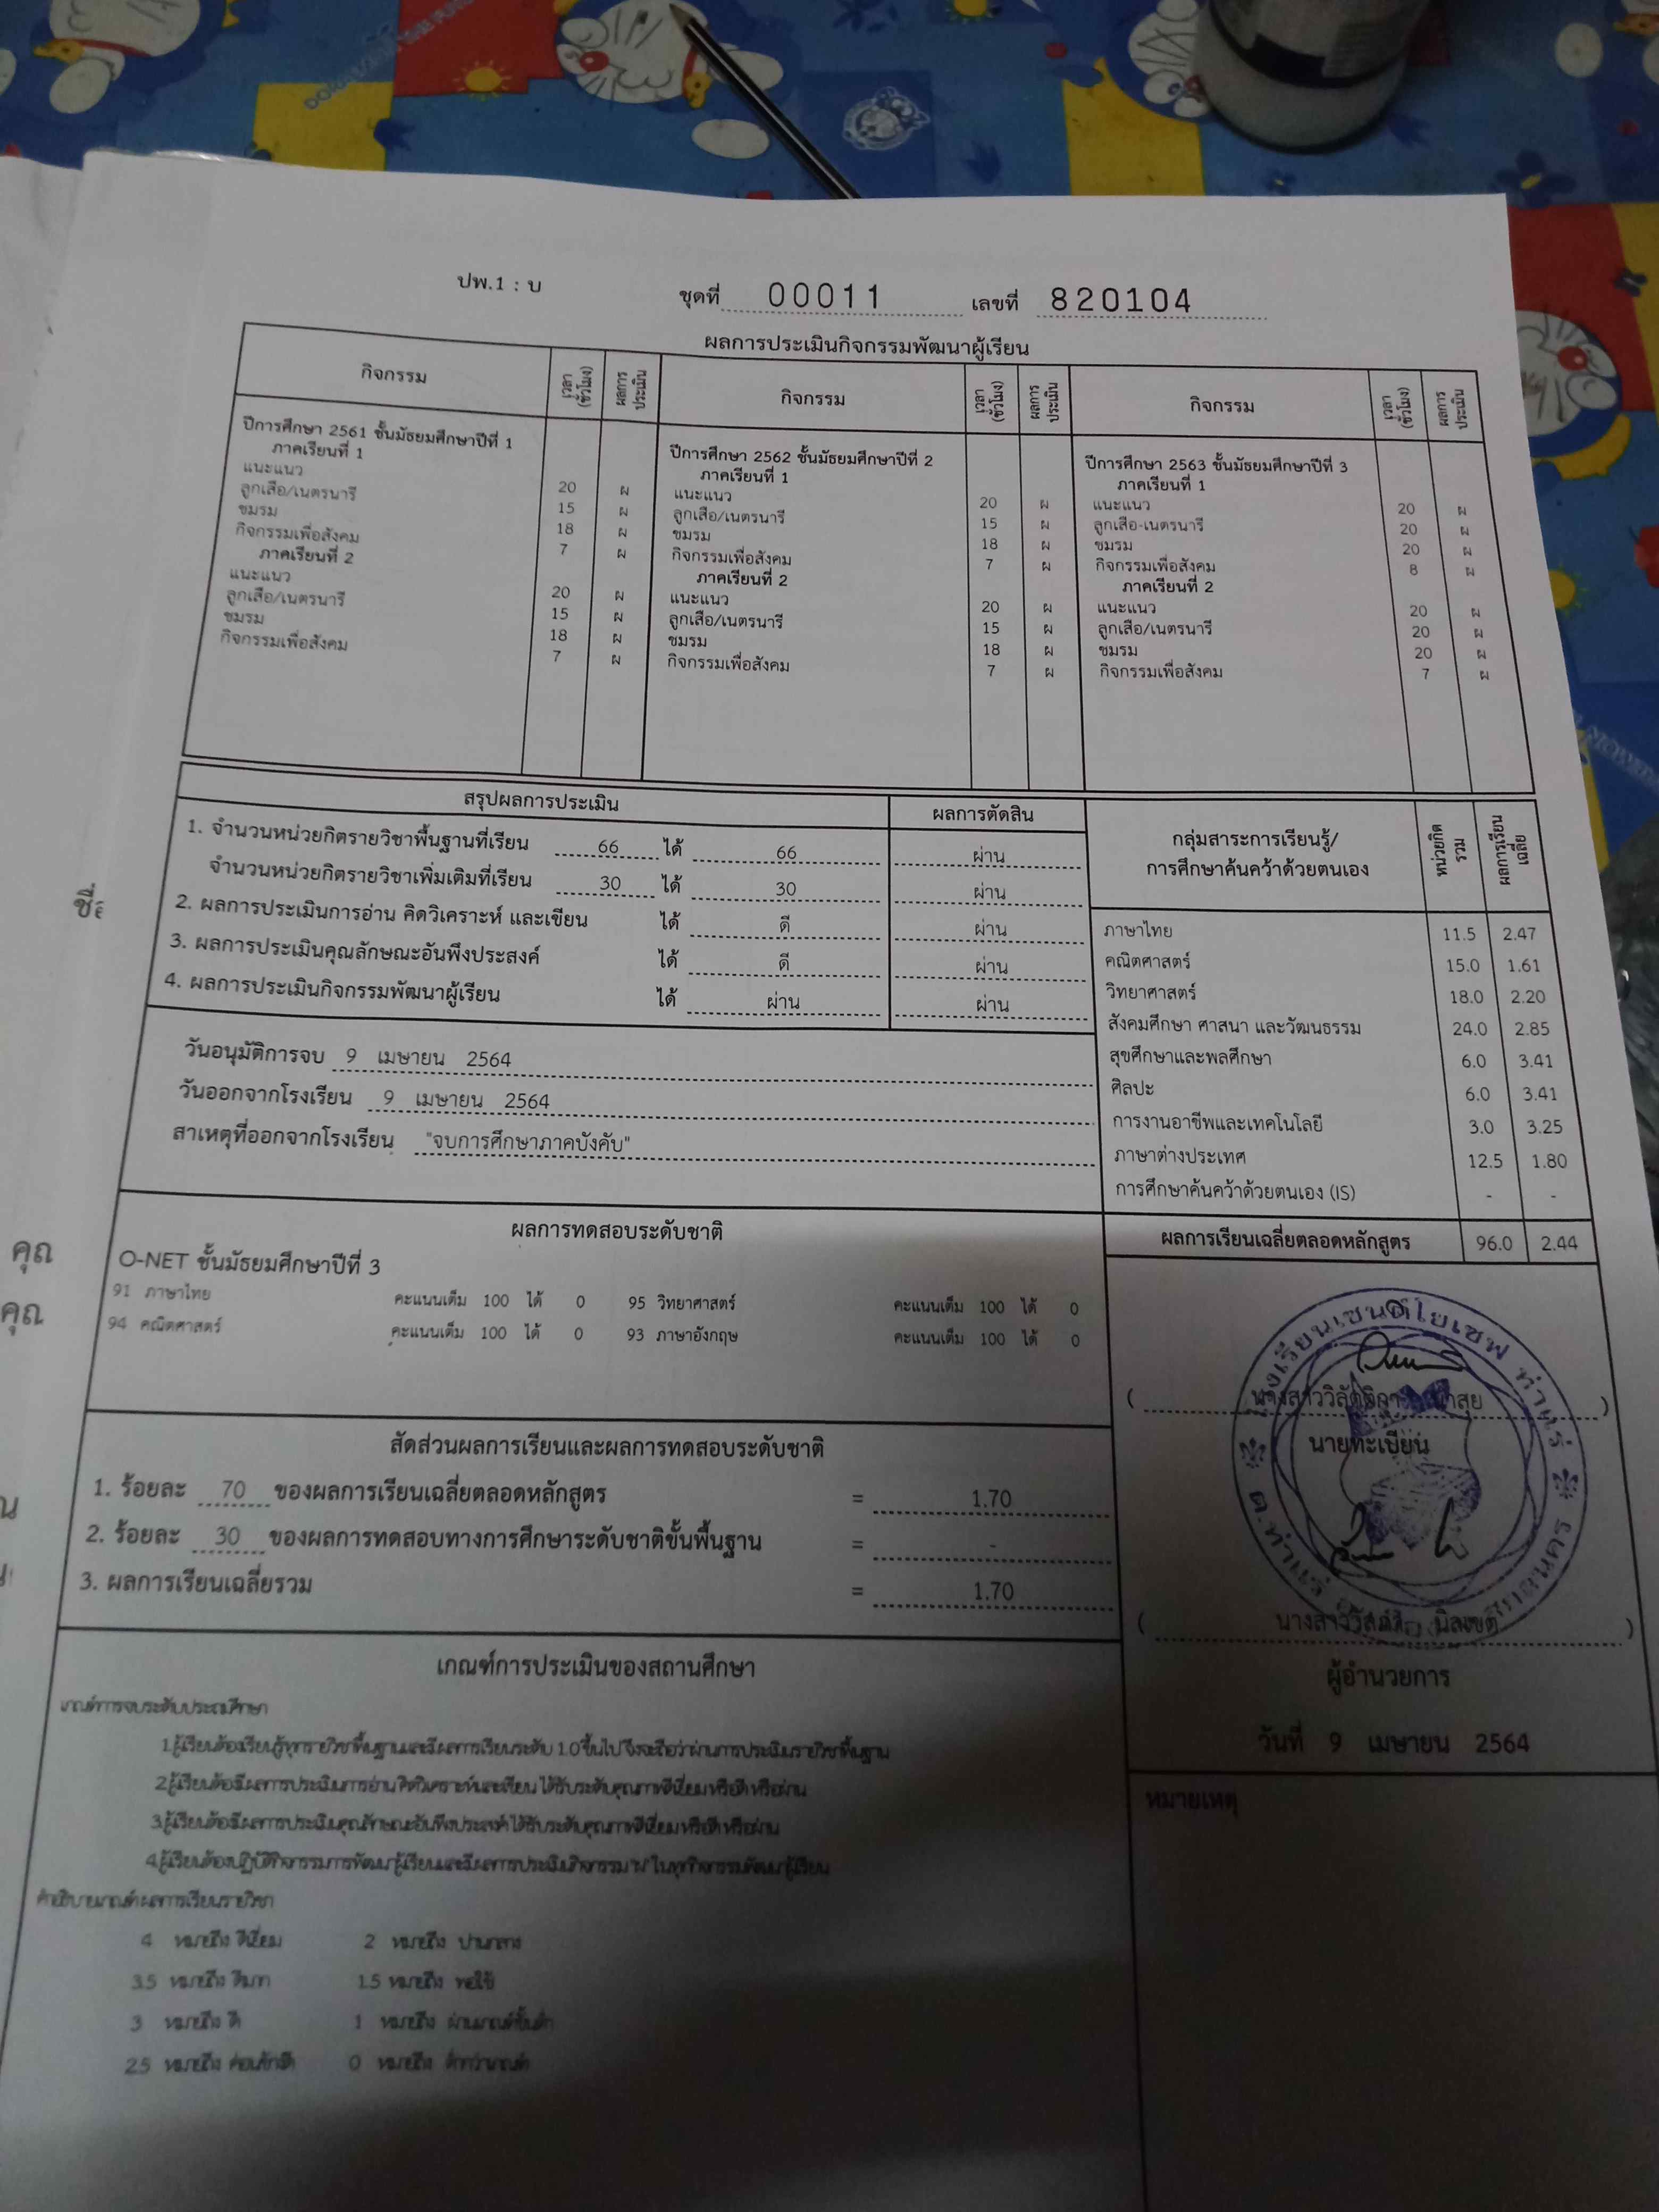 ปพ.1 : บ
ชุดที่ 00011 เลขที่ 820104
ผลการประเมินกิจกรรมพัฒนาผู้เรียน
กิจกรรม เวลา (ชั่วโมง) ผลการประเมิน กิจกรรม เวลา (ชั่วโมง) ผลการประเมิน กิจกรรม เวลา (ชั่วโมง) ผลการประเมิน
ปีการศึกษา 2561 ชั้นมัธยมศึกษาปีที่ 1
ภาคเรียนที่ 1
แนะแนว 20 ผ
ลูกเสือ/เนตรนารี 15 ผ
ชมรม 18 ผ
กิจกรรมเพื่อสังคม 7 ผ
ภาคเรียนที่ 2
แนะแนว 20 ผ
ลูกเสือ/เนตรนารี 15 ผ
ชมรม 18 ผ
กิจกรรมเพื่อสังคม 7 ผ
ปีการศึกษา 2562 ชั้นมัธยมศึกษาปีที่ 2
ภาคเรียนที่ 1
แนะแนว 20 ผ
ลูกเสือ/เนตรนารี 15 ผ
ชมรม 18 ผ
กิจกรรมเพื่อสังคม 7 ผ
ภาคเรียนที่ 2
แนะแนว 20 ผ
ลูกเสือ/เนตรนารี 15 ผ
ชมรม 18 ผ
กิจกรรมเพื่อสังคม 7 ผ
ปีการศึกษา 2563 ชั้นมัธยมศึกษาปีที่ 3
ภาคเรียนที่ 1
แนะแนว 20 ผ
ลูกเสือ-เนตรนารี 20 ผ
ชมรม 20 ผ
กิจกรรมเพื่อสังคม 8 ผ
ภาคเรียนที่ 2
แนะแนว 20 ผ
ลูกเสือ/เนตรนารี 20 ผ
ชมรม 20 ผ
กิจกรรมเพื่อสังคม 7 ผ
สรุปผลการประเมิน ผลการตัดสิน
1. จำนวนหน่วยกิตรายวิชาพื้นฐานที่เรียน 66 ได้ 66 ผ่าน
จำนวนหน่วยกิตรายวิชาเพิ่มเติมที่เรียน 30 ได้ 30 ผ่าน
2. ผลการประเมินการอ่าน คิดวิเคราะห์ และเขียน ได้ ดี ผ่าน
3. ผลการประเมินคุณลักษณะอันพึงประสงค์ ได้ ดี ผ่าน
4. ผลการประเมินกิจกรรมพัฒนาผู้เรียน ได้ ผ่าน ผ่าน
วันอนุมัติการจบ 9 เมษายน 2564
วันออกจากโรงเรียน 9 เมษายน 2564
สาเหตุที่ออกจากโรงเรียน "จบการศึกษาภาคบังคับ"
กลุ่มสาระการเรียนรู้/ การศึกษาค้นคว้าด้วยตนเอง หน่วยกิตรวม ผลการเรียนเฉลี่ย
ภาษาไทย 11.5 2.47
คณิตศาสตร์ 15.0 1.61
วิทยาศาสตร์ 18.0 2.20
สังคมศึกษา ศาสนา และวัฒนธรรม 24.0 2.85
สุขศึกษาและพลศึกษา 6.0 3.41
ศิลปะ 6.0 3.41
การงานอาชีพและเทคโนโลยี 3.0 3.25
ภาษาต่างประเทศ 12.5 1.80
การศึกษาค้นคว้าด้วยตนเอง (IS) - -
ผลการเรียนเฉลี่ยตลอดหลักสูตร 96.0 2.44
ผลการทดสอบระดับชาติ
O-NET ชั้นมัธยมศึกษาปีที่ 3
91 ภาษาไทย คะแนนเต็ม 100 ได้ 0 95 วิทยาศาสตร์ คะแนนเต็ม 100 ได้ 0
94 คณิตศาสตร์ คะแนนเต็ม 100 ได้ 0 93 ภาษาอังกฤษ คะแนนเต็ม 100 ได้ 0
สัดส่วนผลการเรียนและผลการทดสอบระดับชาติ
1. ร้อยละ 70 ของผลการเรียนเฉลี่ยตลอดหลักสูตร = 1.70
2. ร้อยละ 30 ของผลการทดสอบทางการศึกษาระดับชาติขั้นพื้นฐาน = -
3. ผลการเรียนเฉลี่ยรวม = 1.70
โรงเรียนเซนต์โยเซฟ ท่าแร่
นายทะเบียน
ผู้อำนวยการ
วันที่ 9 เมษายน 2564
หมายเหตุ
เกณฑ์การประเมินของสถานศึกษา
เกณฑ์การจบระดับประถมศึกษา
1.ผู้เรียนต้องเรียนรู้ทุกรายวิชาพื้นฐานและมีผลการเรียนระดับ 1.0 ขึ้นไป จึงจะถือว่าผ่านการประเมินรายวิชาพื้นฐาน
2.ผู้เรียนต้องมีผลการประเมินการอ่าน คิดวิเคราะห์และเขียน ได้รับระดับคุณภาพดีเยี่ยมหรือดีหรือผ่าน
3.ผู้เรียนต้องมีผลการประเมินคุณลักษณะอันพึงประสงค์ ได้รับระดับคุณภาพดีเยี่ยมหรือดีหรือผ่าน
4.ผู้เรียนต้องปฏิบัติกิจกรรมการพัฒนาผู้เรียนและมีผลการประเมินกิจกรรม "ผ" ในทุกกิจกรรมพัฒนาผู้เรียน
คำอธิบายเกณฑ์ผลการเรียนรายวิชา
4 หมายถึง ดีเยี่ยม 2 หมายถึง ปานกลาง
3.5 หมายถึง ดีมาก 1.5 หมายถึง พอใช้
3 หมายถึง ดี 1 หมายถึง ผ่านเกณฑ์ขั้นต่ำ
2.5 หมายถึง ค่อนข้างดี 0 หมายถึง ต่ำกว่าเกณฑ์
คุณ
คุณ